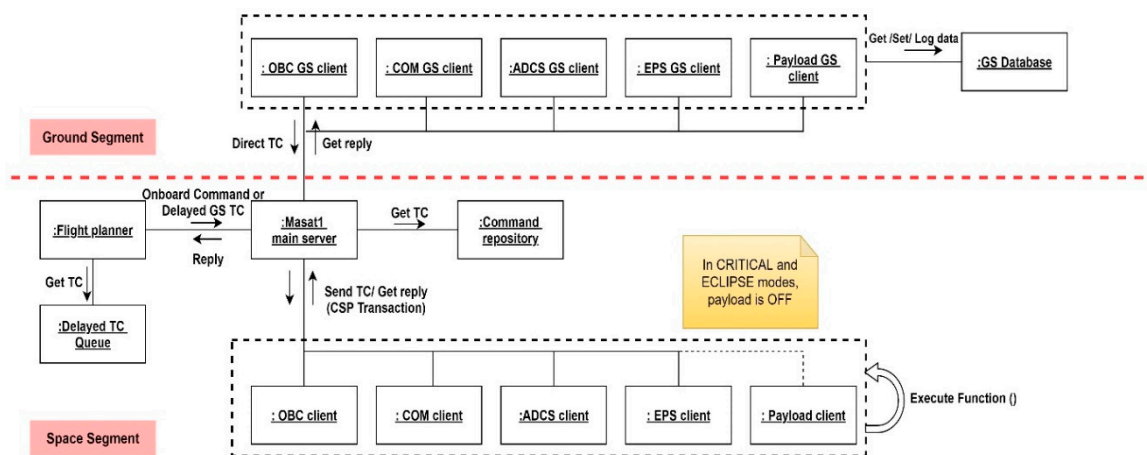 Get /Set/ Log data
: OBC GS client
: COM GS client
:ADCS GS client
: EPS GS client
: Payload GS
client
:GS Database
Ground Segment
Direct TC
Get reply
Onboard Command or
Delayed GS TC
:Flight planner
:Masat1
main server
Get TC
:Command
repository
Reply
Get TC
Send TC/ Get reply
(CSP Transaction)
In CRITICAL and
ECLIPSE modes,
payload is OFF
:Delayed TC
Queue
: OBC client
: COM client
:ADCS client
: EPS client
: Payload client
Execute Function ()
Space Segment